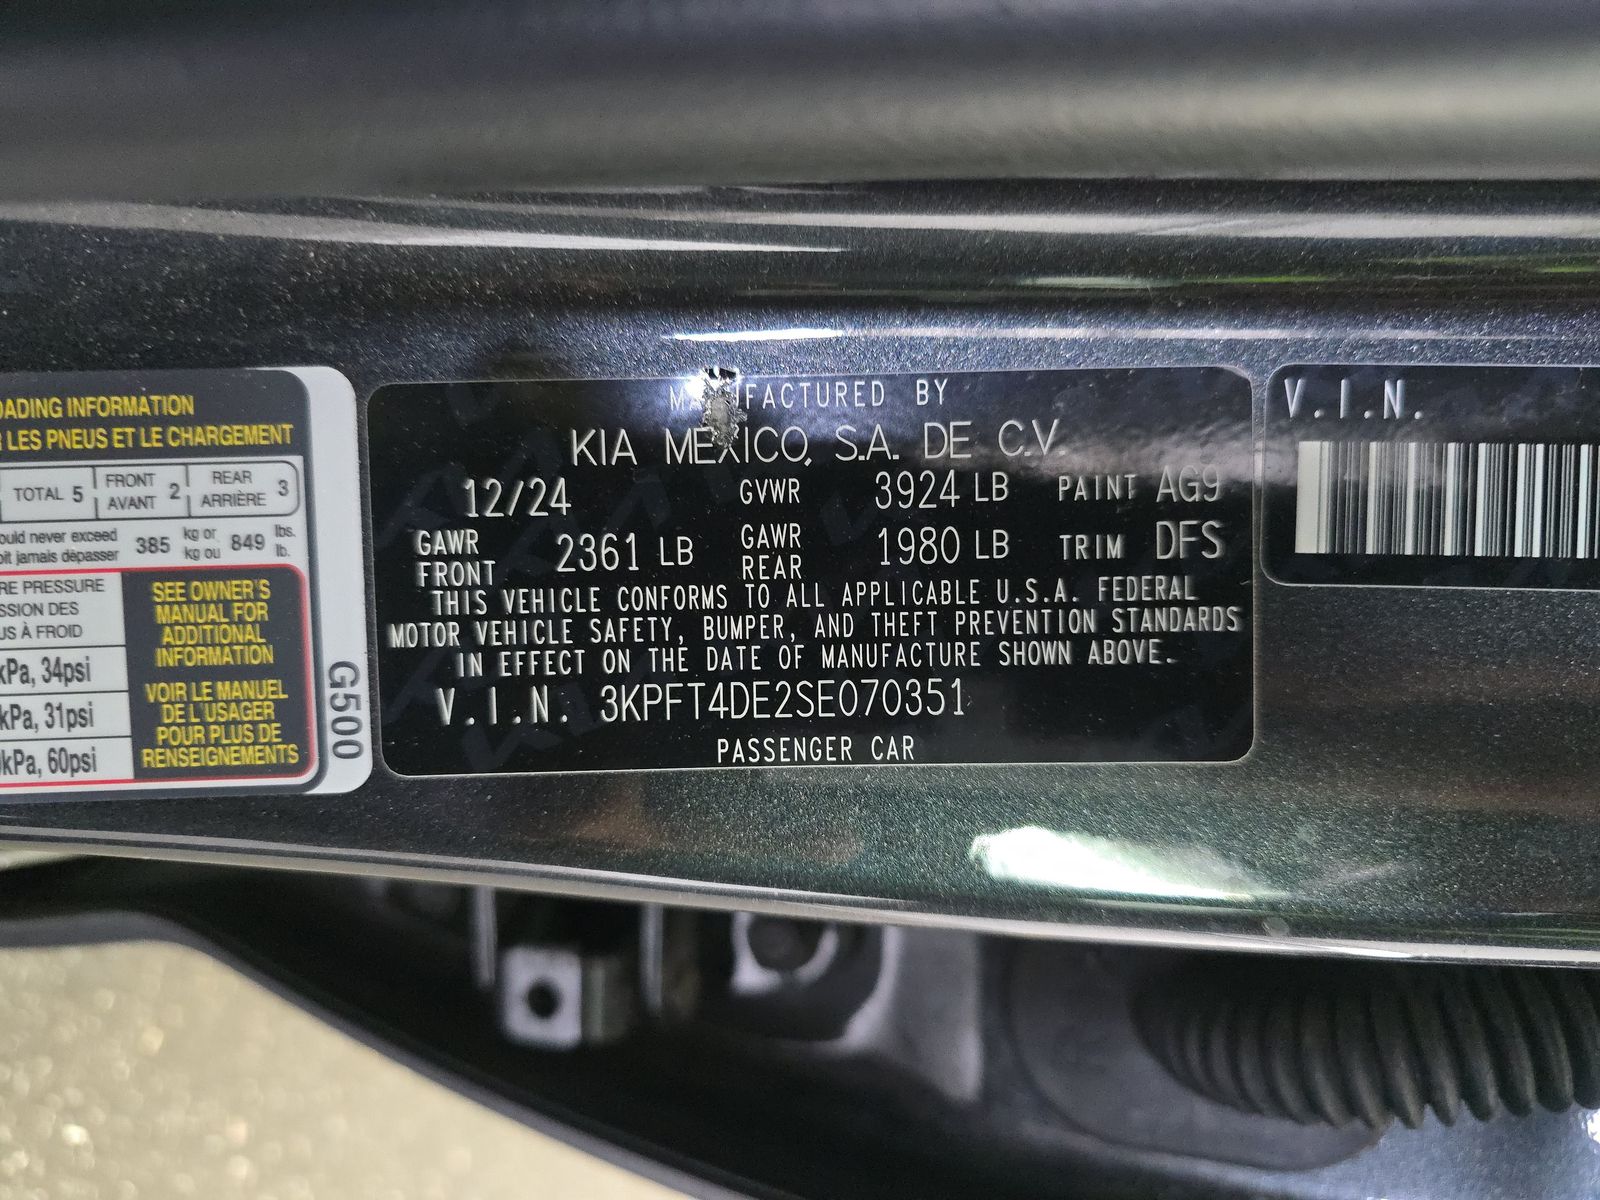 OADING INFORMATION
R LES PNEUS ET LE CHARGEMENT
TOTAL 5 FRONT AVANT 2 REAR ARRIÈRE 3
ould never exceed
oit jamais dépasser 385 kg or kg ou 849 lbs. lb.
RE PRESSURE
SSION DES
US À FROID
kPa, 34psi
kPa, 31psi
kPa, 60psi
SEE OWNER'S
MANUAL FOR
ADDITIONAL
INFORMATION
VOIR LE MANUEL
DE L'USAGER
POUR PLUS DE
RENSEIGNEMENTS
G500
MANUFACTURED BY
KIA MEXICO, S.A. DE C.V.
12/24 GVWR 3924 LB PAINT AG9
GAWR FRONT 2361 LB GAWR REAR 1980 LB TRIM DFS
THIS VEHICLE CONFORMS TO ALL APPLICABLE U.S.A. FEDERAL
MOTOR VEHICLE SAFETY, BUMPER, AND THEFT PREVENTION STANDARDS
IN EFFECT ON THE DATE OF MANUFACTURE SHOWN ABOVE.
V.I.N. 3KPFT4DE2SE070351
PASSENGER CAR
V.I.N.